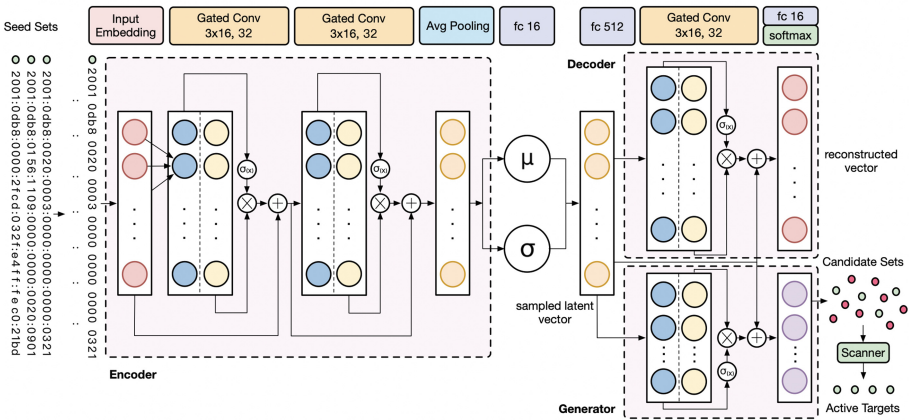 Seed Sets
Input
Embedding
Gated Conv
3x16, 32
Gated Conv
3x16, 32
Avg Pooling
fc 16
fc 512
Gated Conv
3x16, 32
fc 16
softmax
2001:0db8:0000:2fcd:032f:e4ff:fec0:21bd
2001:0db8:0156:1109:0000:0000:0020:0901
2001:0db8:0020:0003:0000:0000:0000:0321
2001 0db8 0020 0003 0000 0000 0000 0321
Decoder
σ(x)
σ(x)
σ(x)
μ
σ
reconstructed
vector
sampled latent
vector
σ(x)
Candidate Sets
Scanner
Active Targets
Encoder
Generator